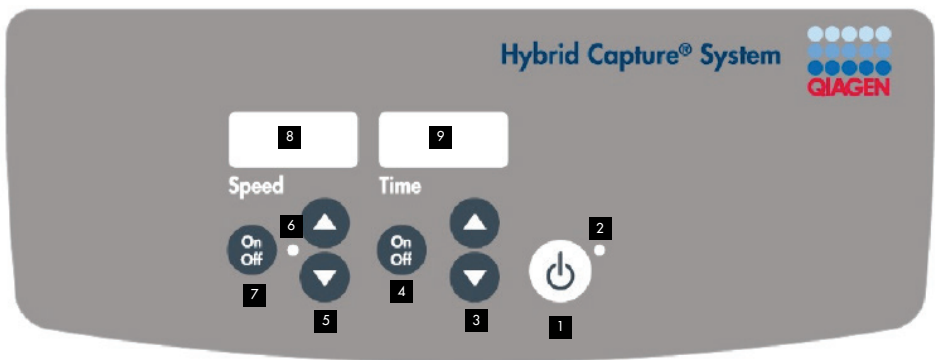 Hybrid Capture® System
QIAGEN
8
9
Speed
Time
6
2
On
Off
On
Off
7
4
5
3
1